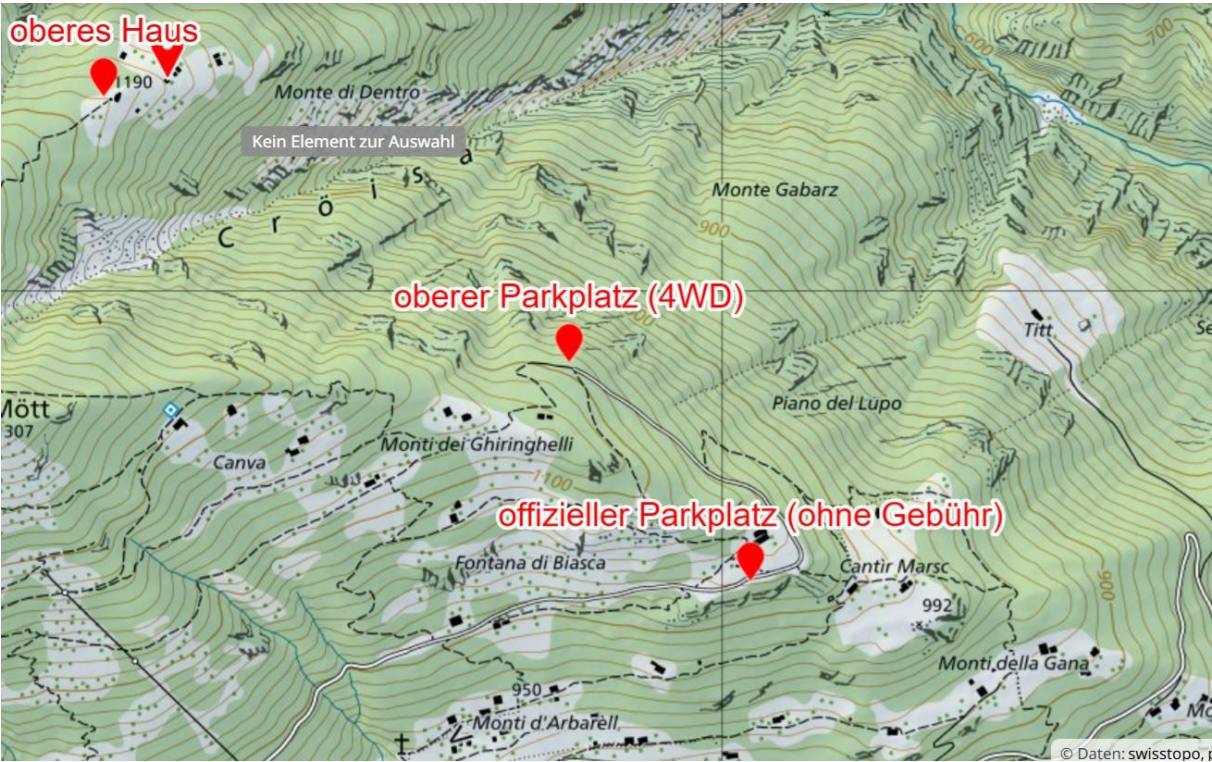 oberes Haus
1190
Monte di Dentro
Kein Element zur Auswahl
Cröisa
600
700
Monte Gabarz
900
oberer Parkplatz (4WD)
Titt
Mött
307
Piano del Lupo
Monti dei Ghiringhelli
Canva
1100
offizieller Parkplatz (ohne Gebühr)
Fontana di Biasca
Cantìr Marsc
900
992
Monti della Gana
950
Monti d'Arbarell
© Daten: swisstopo,